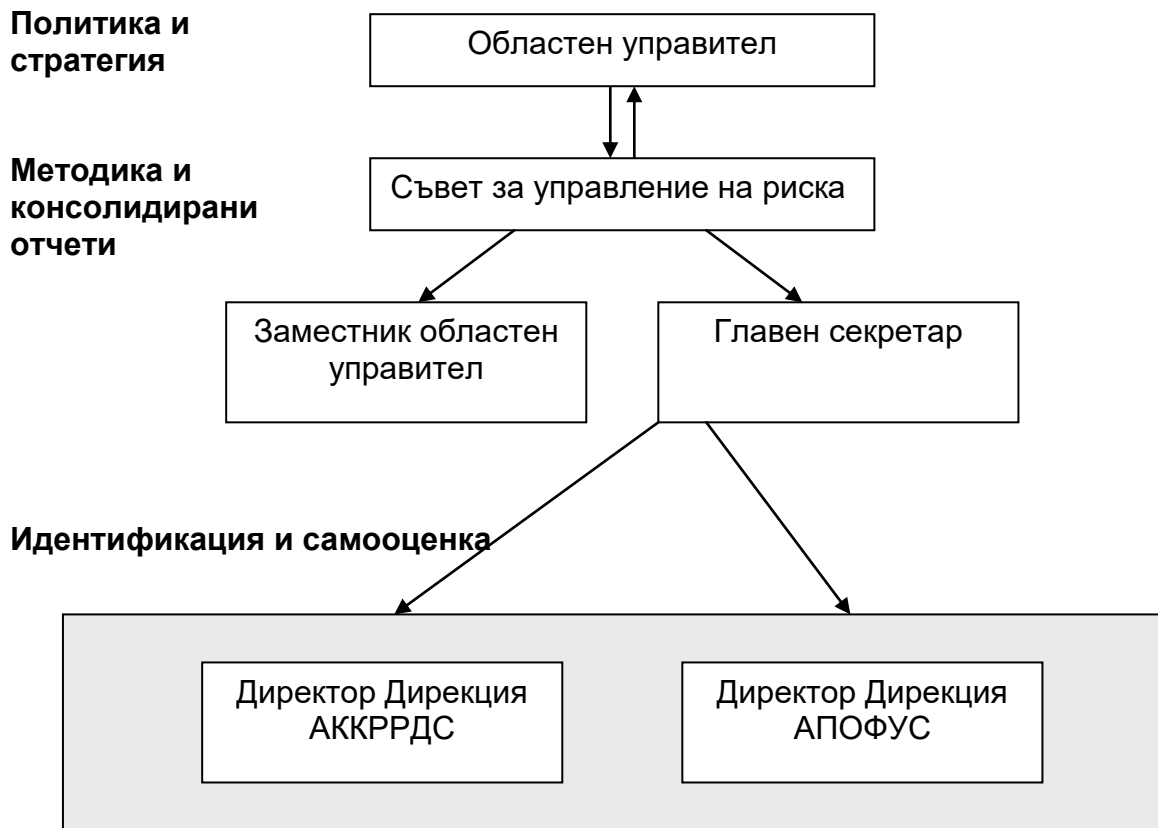 Политика и
стратегия
Областен управител
Методика и
консолидирани
отчети
Съвет за управление на риска
Заместник областен
управител
Главен секретар
Идентификация и самооценка
Директор Дирекция
АККРРДС
Директор Дирекция
АПОФУС